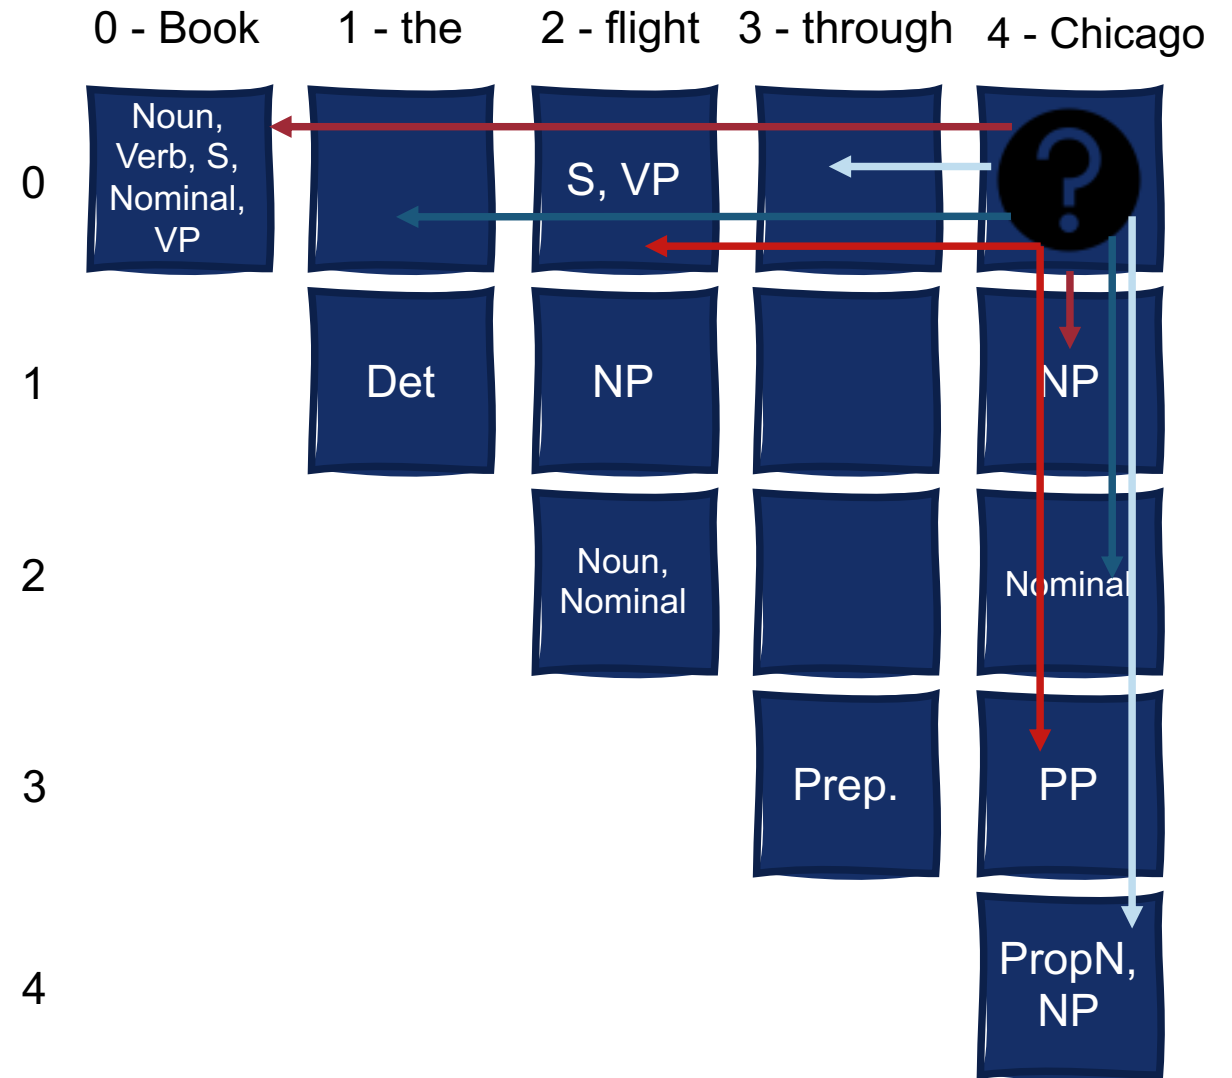 0 - Book 1 - the 2 - flight 3 - through 4 - Chicago
0
Noun,
Verb, S,
Nominal,
VP
S, VP
?
1
Det
NP
NP
2
Noun,
Nominal
Nominal
3
Prep.
PP
4
PropN,
NP